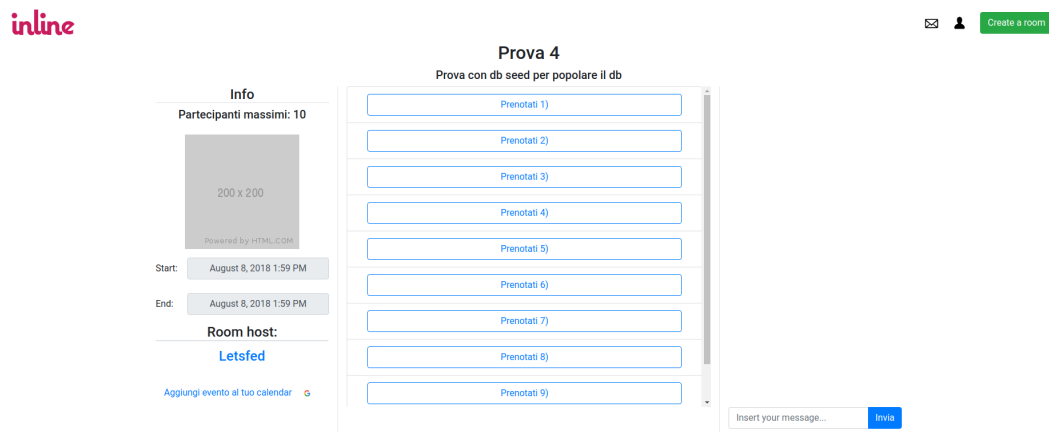 inline
Create a room
Prova 4
Prova con db seed per popolare il db
Info
Partecipanti massimi: 10
200 x 200
Powered by HTML.COM
Start:
August 8, 2018 1:59 PM
End:
August 8, 2018 1:59 PM
Room host:
Letsfed
Aggiungi evento al tuo calendar G
Prenotati 1)
Prenotati 2)
Prenotati 3)
Prenotati 4)
Prenotati 5)
Prenotati 6)
Prenotati 7)
Prenotati 8)
Prenotati 9)
Insert your message...
Invia